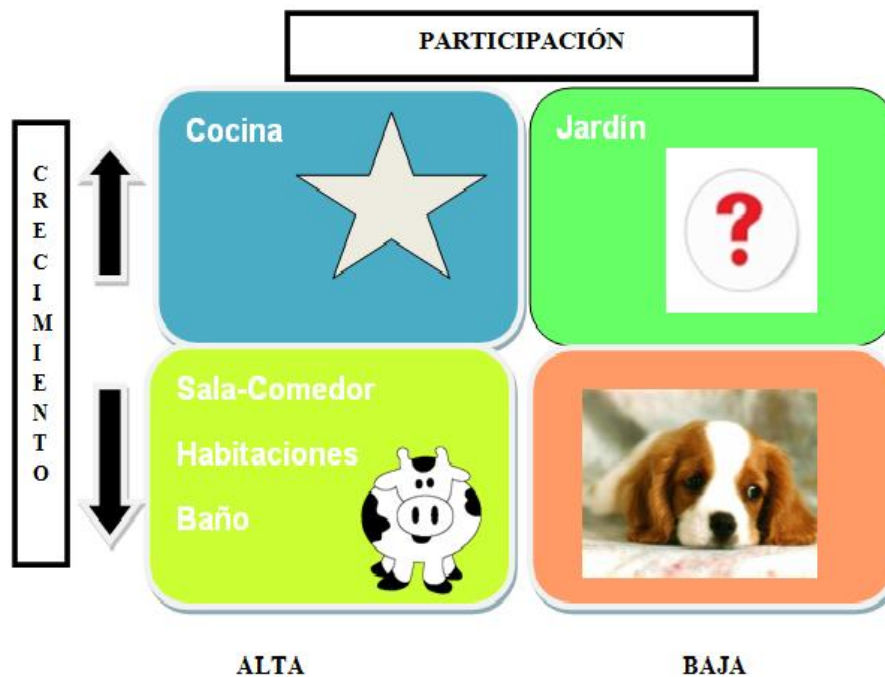 PARTICIPACIÓN
CRECIMIENTO
Cocina
Jardín
?
Sala-Comedor
Habitaciones
Baño
ALTA
BAJA